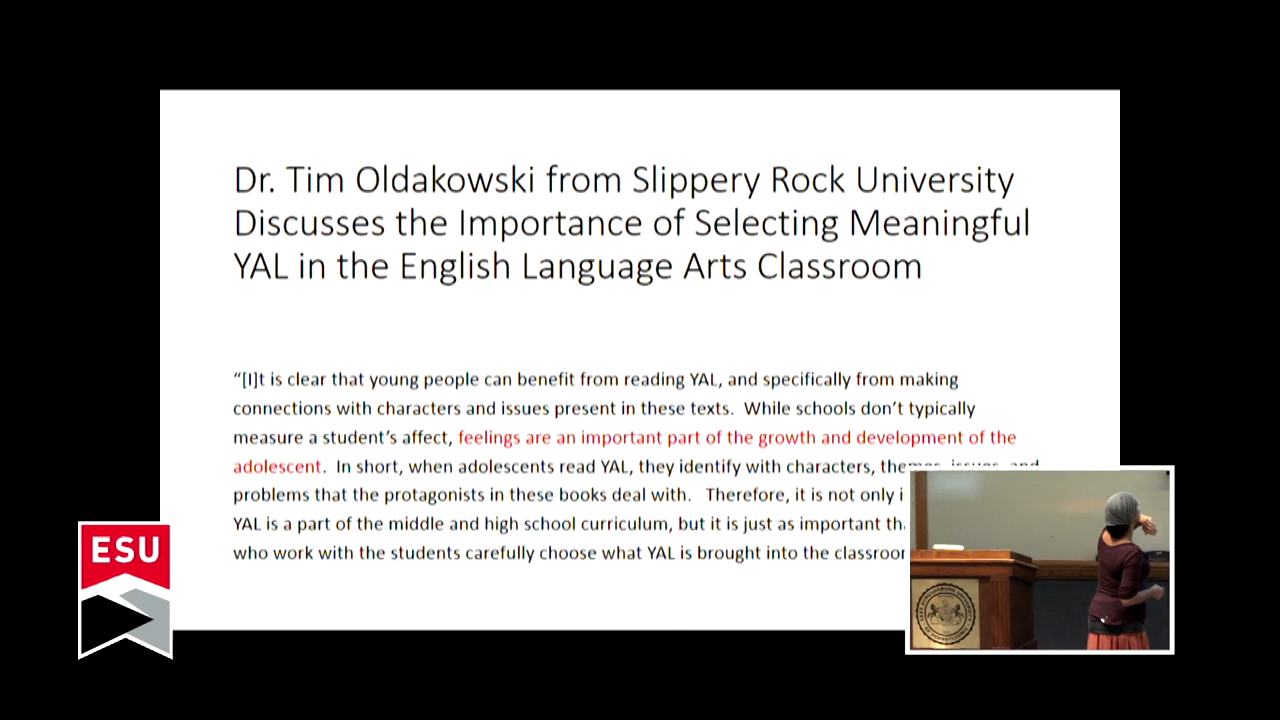 Dr. Tim Oldakowski from Slippery Rock University
Discusses the Importance of Selecting Meaningful
YAL in the English Language Arts Classroom
“[I]t is clear that young people can benefit from reading YAL, and specifically from making
connections with characters and issues present in these texts. While schools don’t typically
measure a student’s affect, feelings are an important part of the growth and development of the
adolescent. In short, when adolescents read YAL, they identify with characters,
problems that the protagonists in these books deal with. Therefore, it is not only
YAL is a part of the middle and high school curriculum, but it is just as important
who work with the students carefully choose what YAL is brought into the
ESU